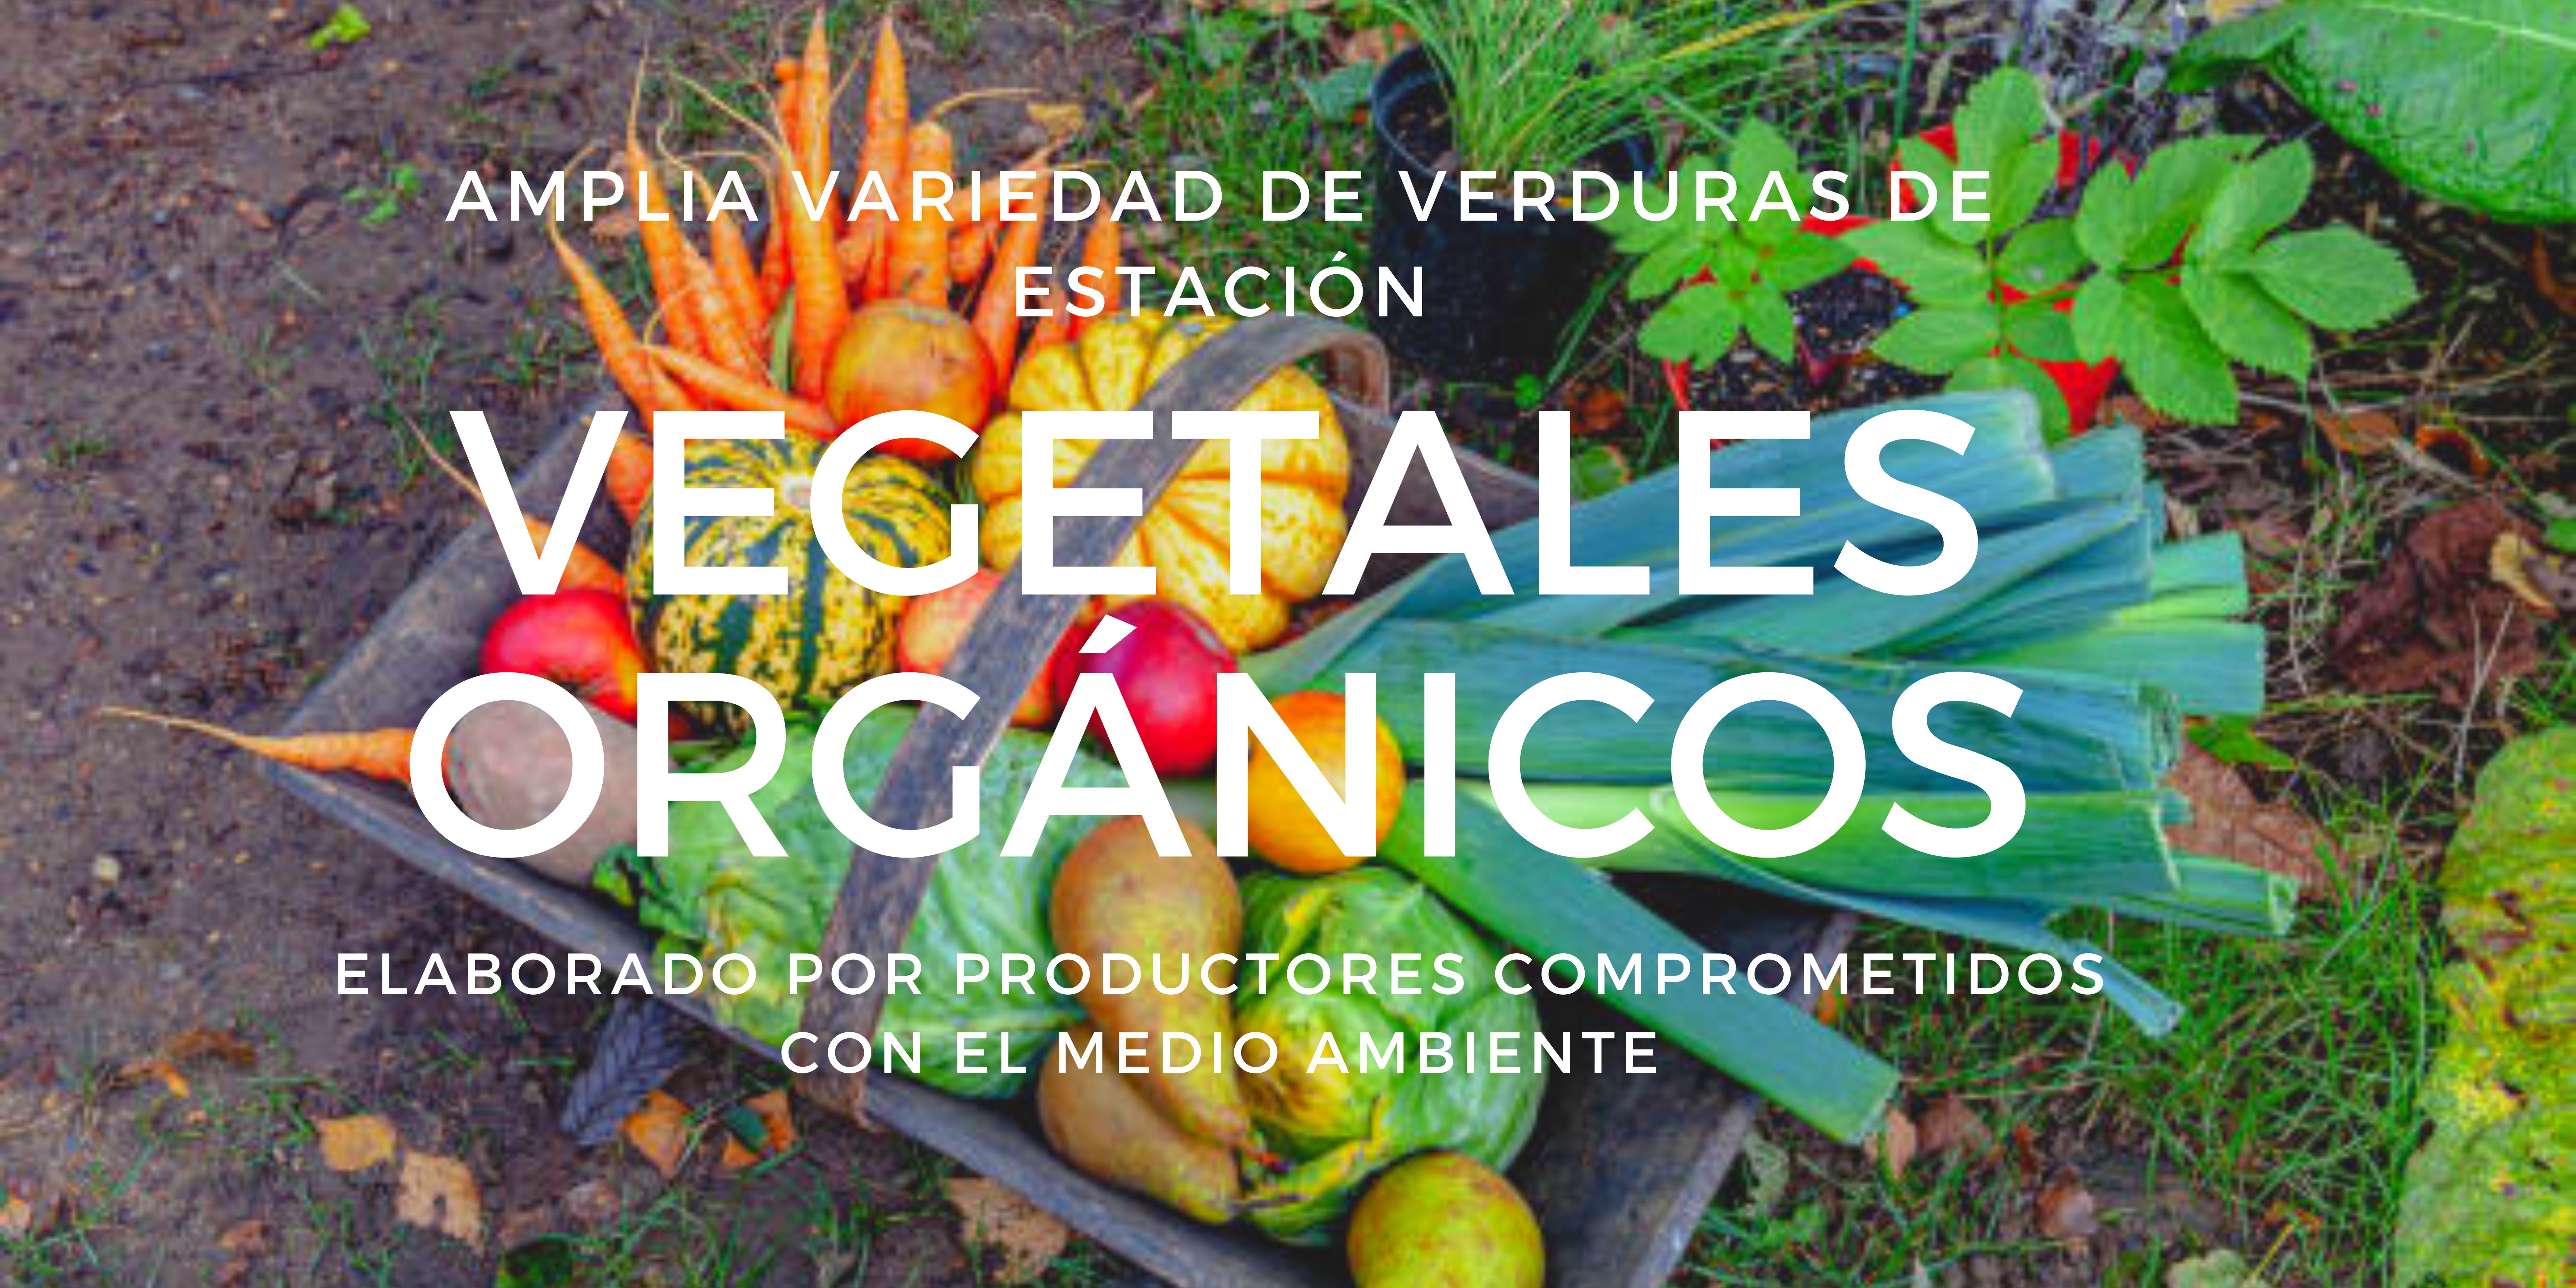 AMPLIA VARIEDAD DE VERDURAS DE
ESTACIÓN
VEGETALES
ORGÁNICOS
ELABORADO POR PRODUCTORES COMPROMETIDOS
CON EL MEDIO AMBIENTE